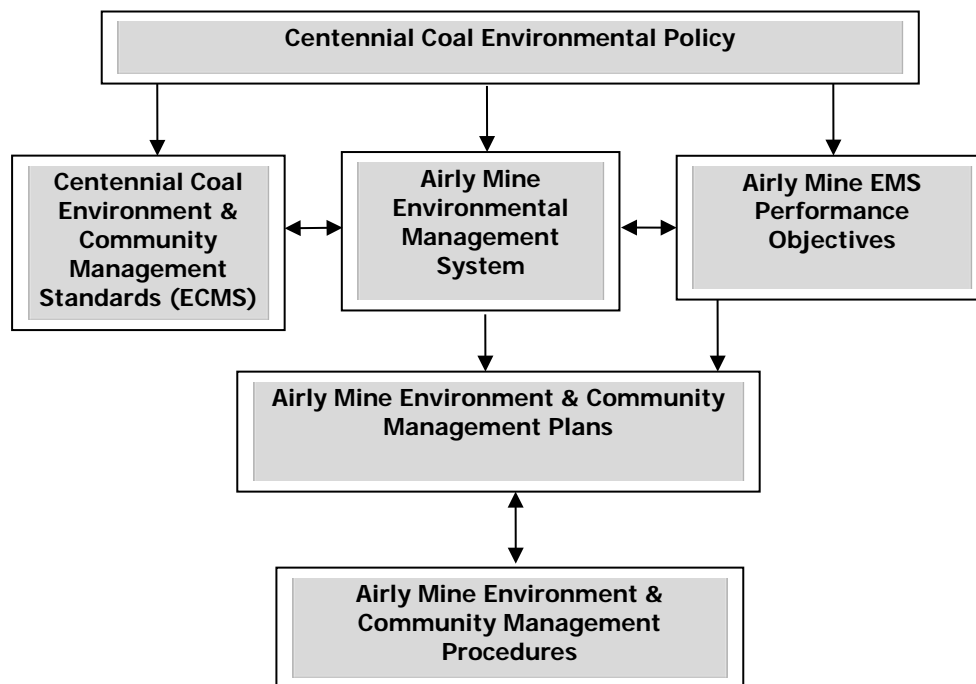 Centennial Coal Environmental Policy
Centennial Coal
Environment &
Community
Management
Standards (ECMS)
Airly Mine
Environmental
Management
System
Airly Mine EMS
Performance
Objectives
Airly Mine Environment & Community
Management Plans
Airly Mine Environment &
Community Management
Procedures